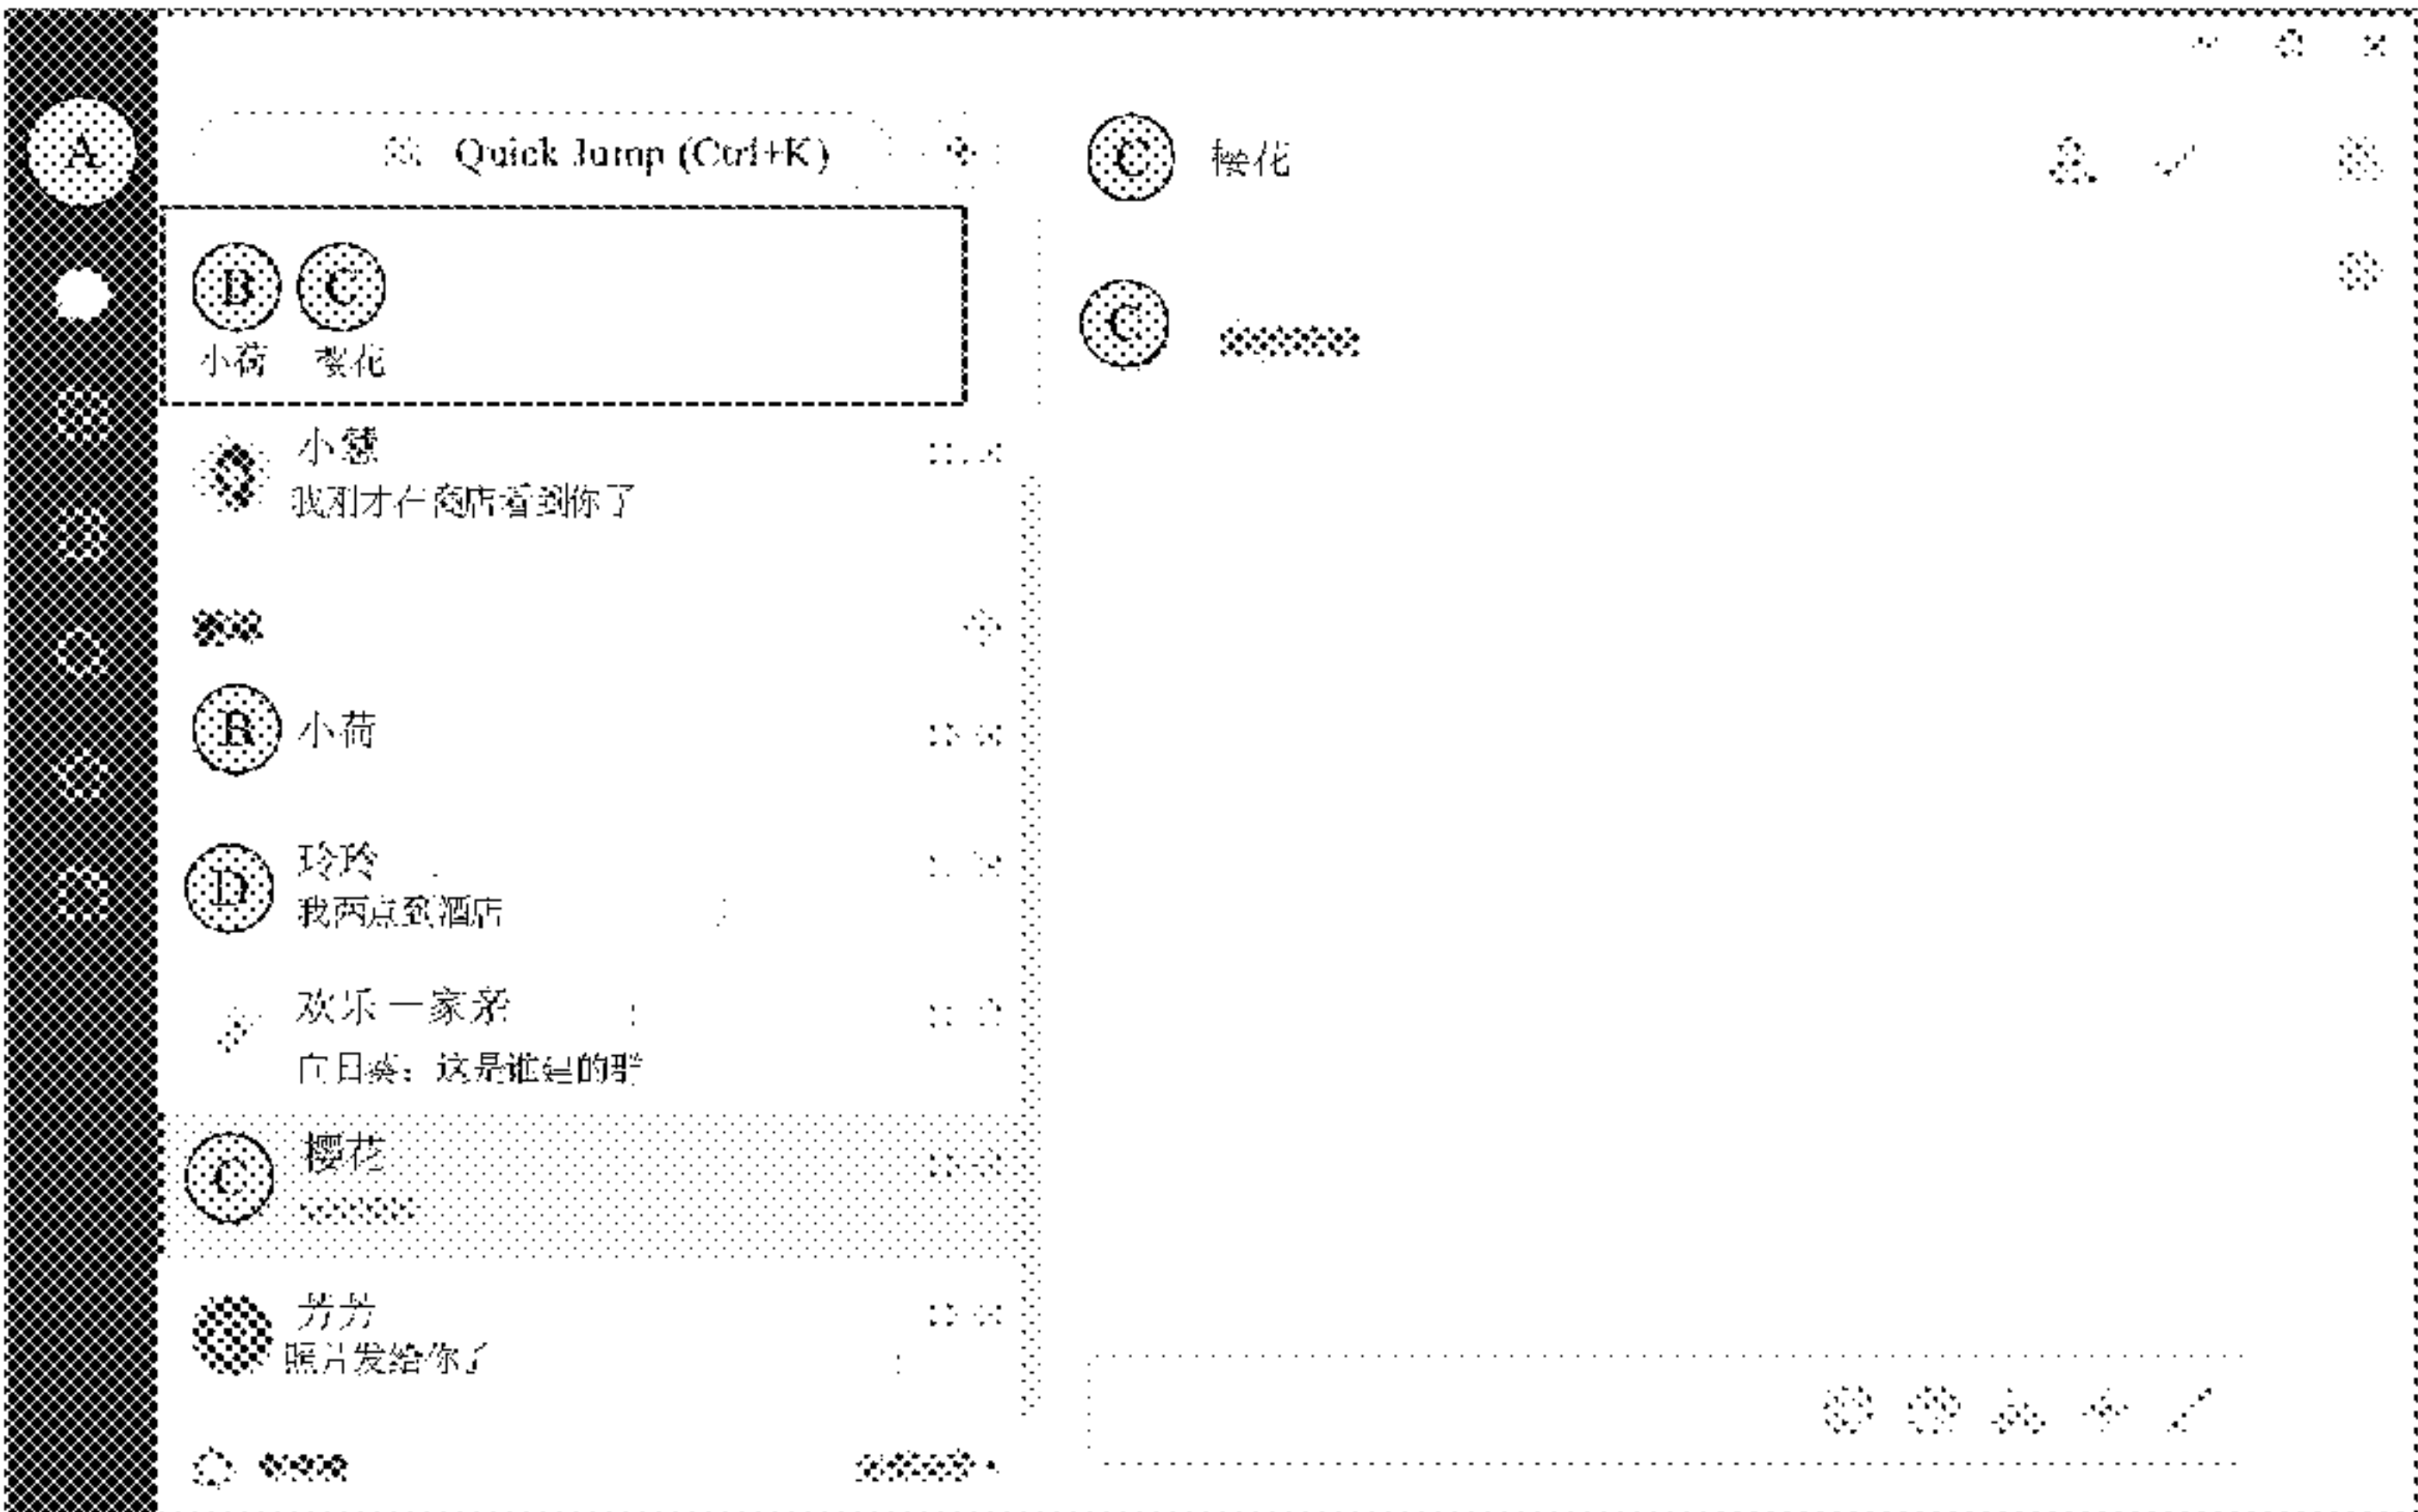 A
Quick Jump (Ctrl+K)
B C
小荷 樱花
小慧
我刚才在商店看到你了
B 小荷
D 玲玲
我两点到酒店
欢乐一家亲
向日葵：这是谁建的群
C 樱花
芳芳
照片发给你了
C 樱花
C